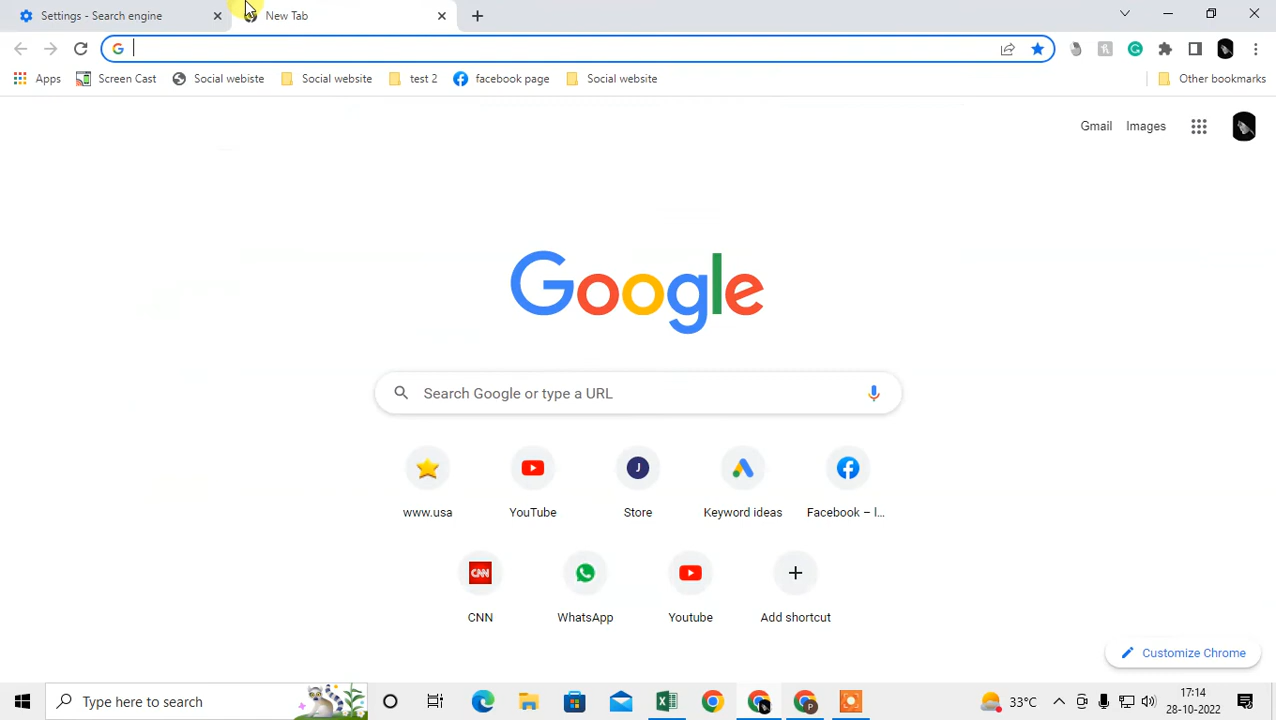 Settings - Search engine New Tab
Apps Screen Cast Social webiste Social website test 2 facebook page Social website Other bookmarks
Gmail Images
Google
Search Google or type a URL
J
www.usa YouTube Store Keyword ideas Facebook – l...
CNN
CNN WhatsApp Youtube Add shortcut
Customize Chrome
Type here to search P 33°C 17:14
28-10-2022